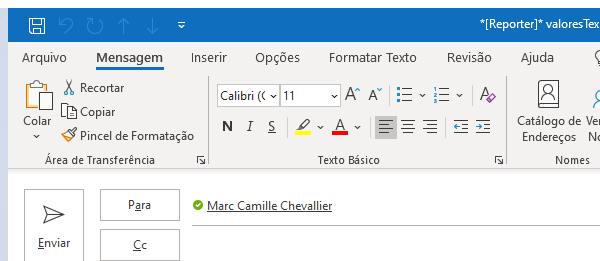 *[Reporter]* valoresTex
Arquivo Mensagem Inserir Opções Formatar Texto Revisão Ajuda
Colar
Recortar
Copiar
Pincel de Formatação
Área de Transferência
Calibri (C 11 A A
N I S A
Texto Básico
Catálogo de
Endereços
Ver
No
Nomes
Enviar
Para
Marc Camille Chevallier
Cc